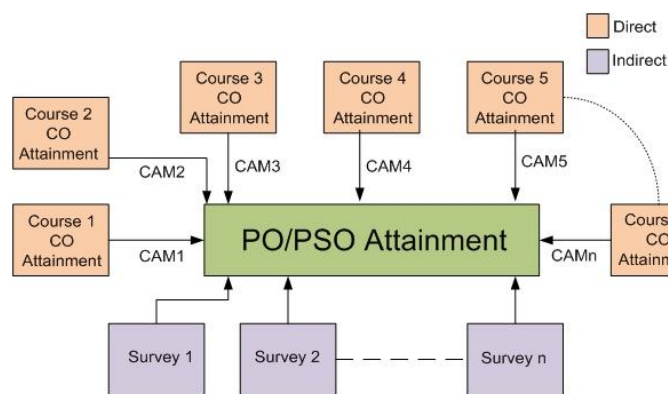 Direct
Indirect
Course 3
CO
Attainment
Course 4
CO
Attainment
Course 5
CO
Attainment
Course 2
CO
Attainment
CAM2
CAM3
CAM4
CAM5
Course 1
CO
Attainment
CAM1
PO/PSO Attainment
CAMn
CO
Survey 1
Survey 2
Survey n